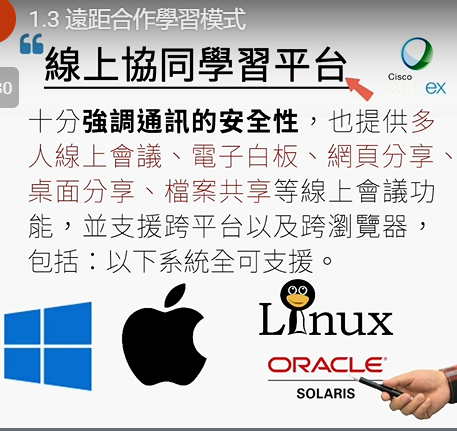 1.3 遠距合作學習模式
線上協同學習平台
Cisco
ex
十分強調通訊的安全性，也提供多
人線上會議、電子白板、網頁分享、
桌面分享、檔案共享等線上會議功
能，並支援跨平台以及跨瀏覽器，
包括：以下系統全可支援。
Linux
ORACLE
SOLARIS